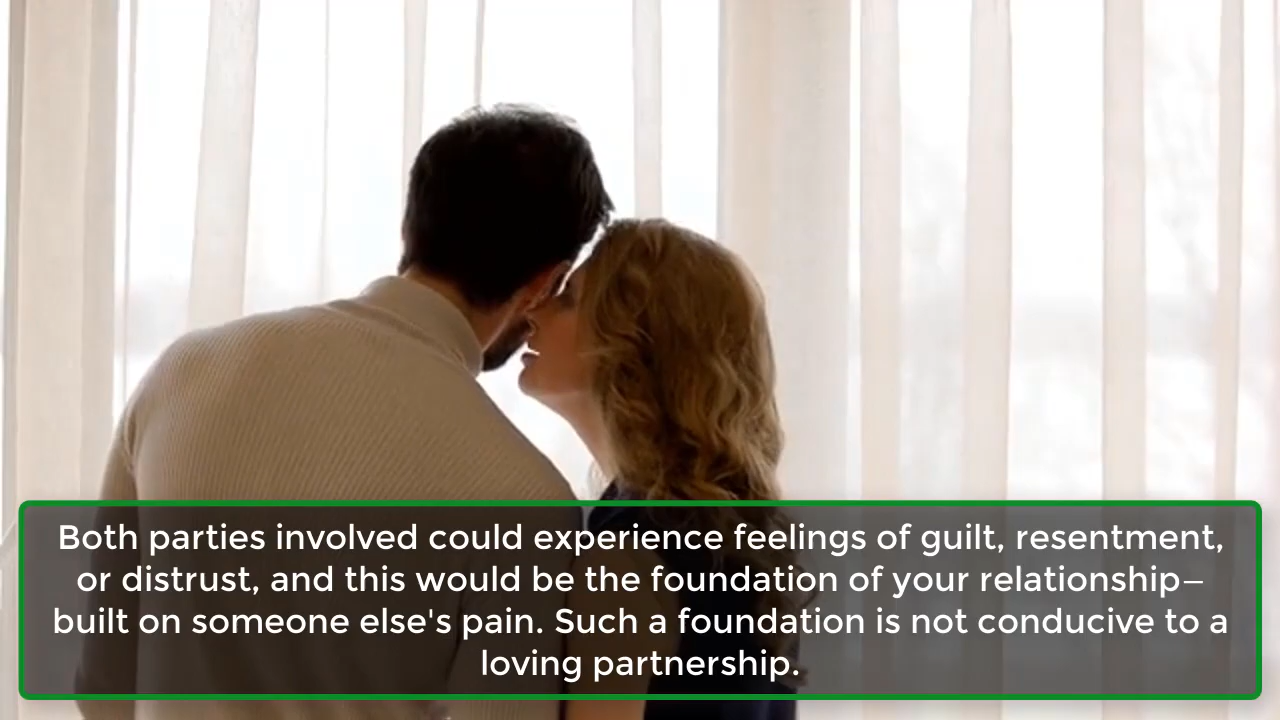 Both parties involved could experience feelings of guilt, resentment,
or distrust, and this would be the foundation of your relationship—
built on someone else's pain. Such a foundation is not conducive to a
loving partnership.